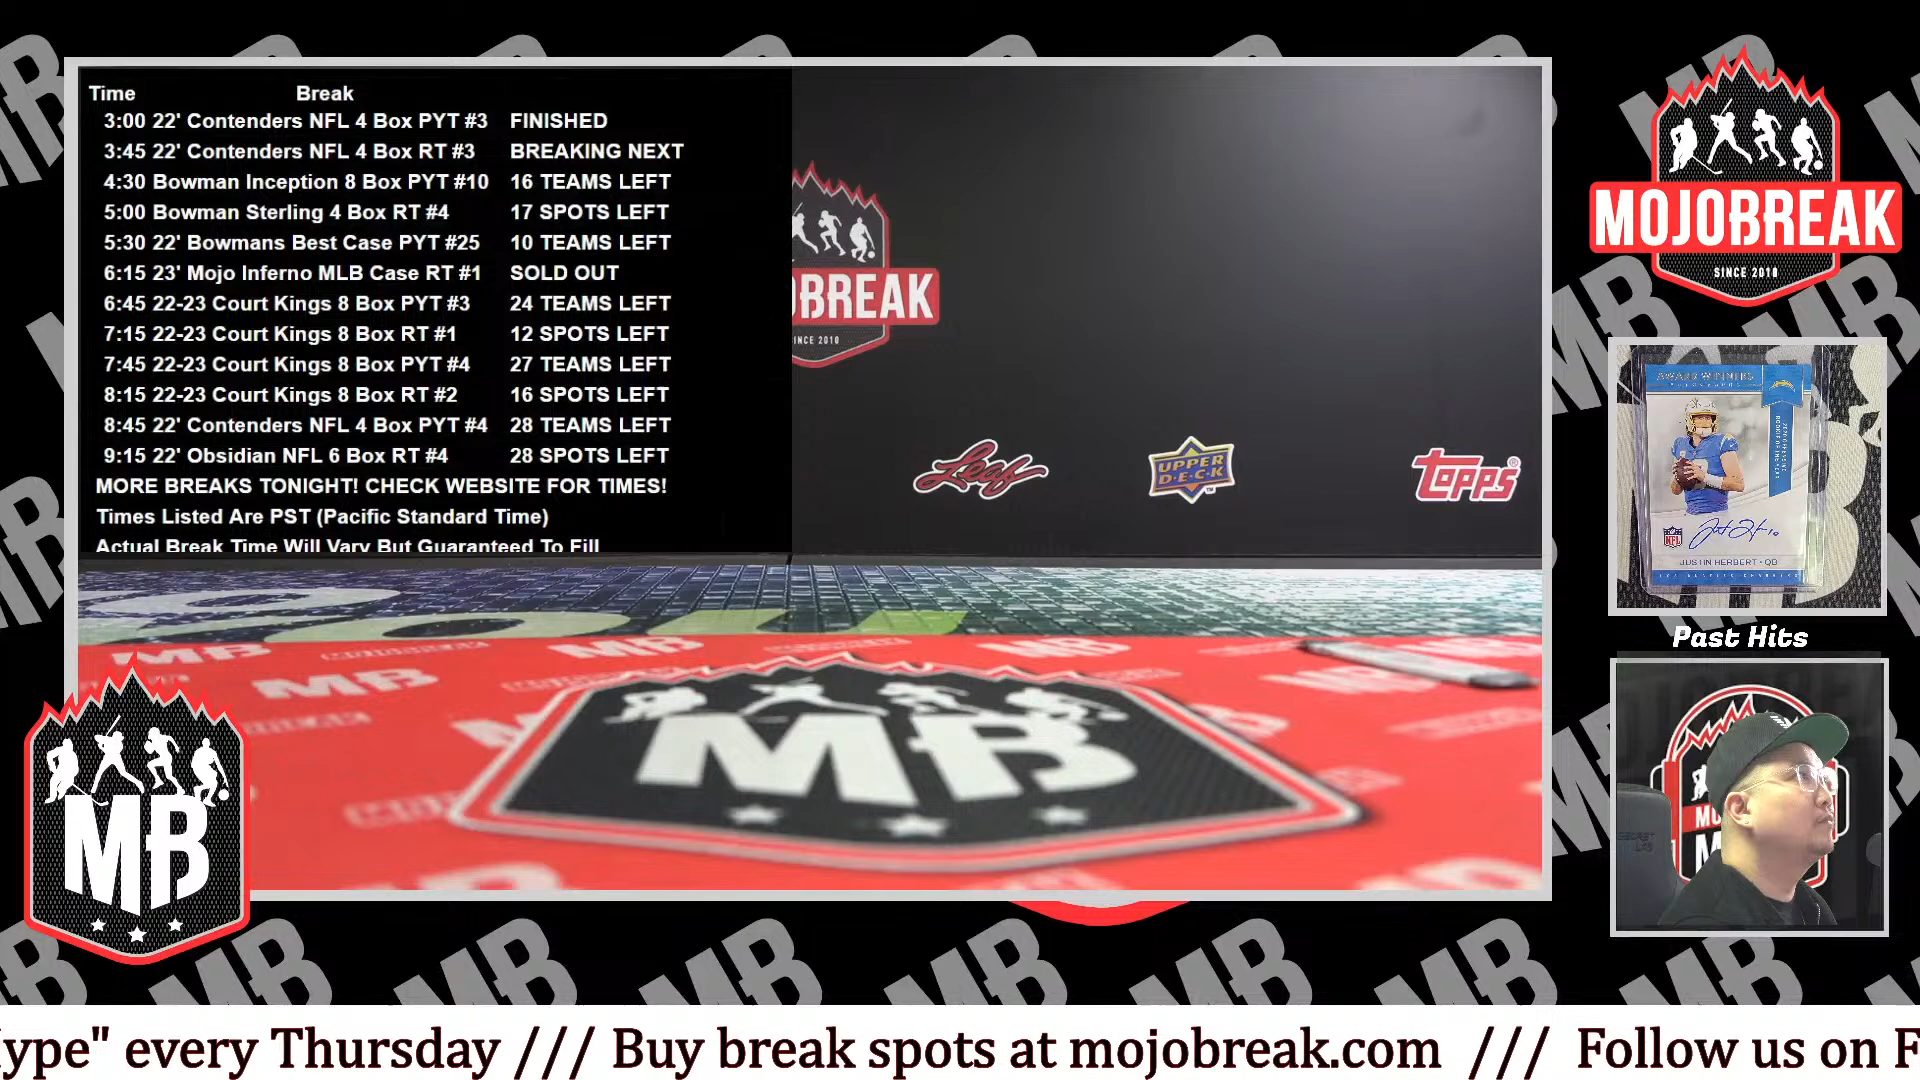 Time Break
3:00 22' Contenders NFL 4 Box PYT #3 FINISHED
3:45 22' Contenders NFL 4 Box RT #3 BREAKING NEXT
4:30 Bowman Inception 8 Box PYT #10 16 TEAMS LEFT
5:00 Bowman Sterling 4 Box RT #4 17 SPOTS LEFT
5:30 22' Bowmans Best Case PYT #25 10 TEAMS LEFT
6:15 23' Mojo Inferno MLB Case RT #1 SOLD OUT
6:45 22-23 Court Kings 8 Box PYT #3 24 TEAMS LEFT
7:15 22-23 Court Kings 8 Box RT #1 12 SPOTS LEFT
7:45 22-23 Court Kings 8 Box PYT #4 27 TEAMS LEFT
8:15 22-23 Court Kings 8 Box RT #2 16 SPOTS LEFT
8:45 22' Contenders NFL 4 Box PYT #4 28 TEAMS LEFT
9:15 22' Obsidian NFL 6 Box RT #4 28 SPOTS LEFT
MORE BREAKS TONIGHT! CHECK WEBSITE FOR TIMES!
Times Listed Are PST (Pacific Standard Time)
Actual Break Time Will Vary But Guaranteed To Fill
OBREAK
INCE 2010
Leaf
UPPER
DECK
TOPPS
MB
MB
MOJOBREAK
SINCE 2010
AWARD WINNERS
NFL
JUSTIN HERBERT • QB
Past Hits
ype" every Thursday /// Buy break spots at mojobreak.com /// Follow us on F